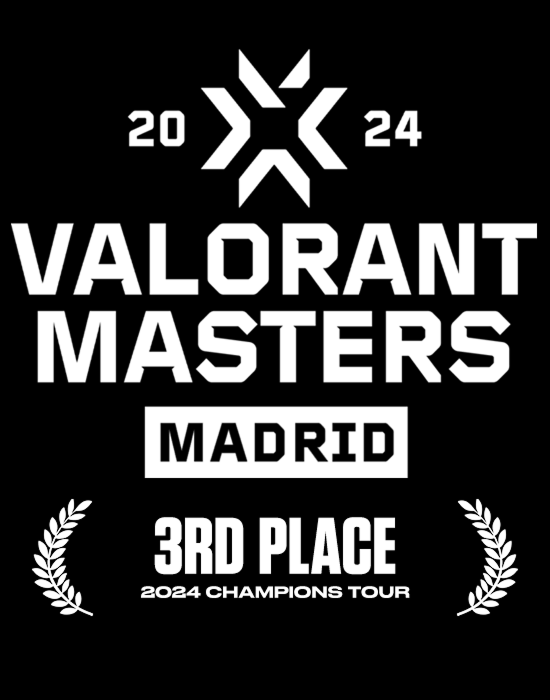 20 24
VALORANT
MASTERS
MADRID
3RD PLACE
2024 CHAMPIONS TOUR